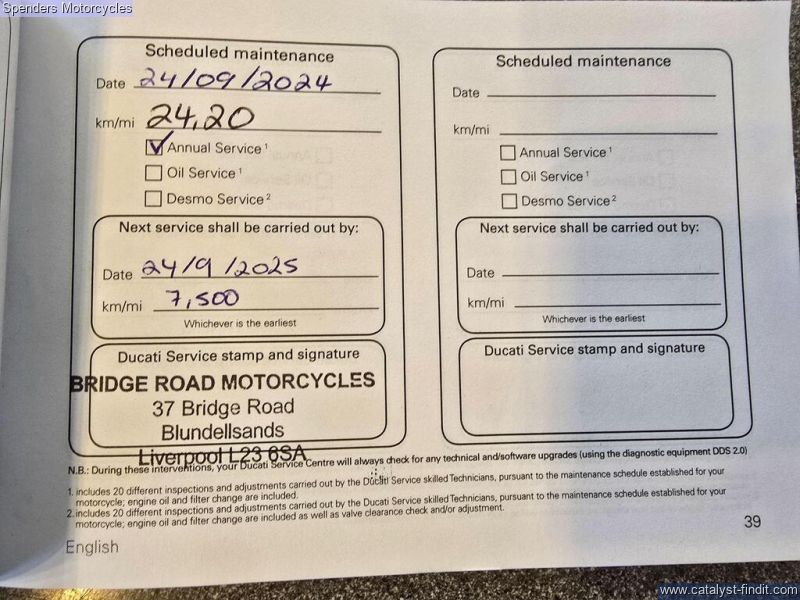 Spenders Motorcycles
Scheduled maintenance
Date 24/09/2024
km/mi 24,20
Annual Service 1
Oil Service 1
Desmo Service 2
Next service shall be carried out by:
Date 24/9/2025
km/mi 7,500
Whichever is the earliest
Ducati Service stamp and signature
BRIDGE ROAD MOTORCYCLES
37 Bridge Road
Blundellsands
Liverpool L23 6SA
Scheduled maintenance
Date
km/mi
Annual Service 1
Oil Service 1
Desmo Service 2
Next service shall be carried out by:
Date
km/mi
Whichever is the earliest
Ducati Service stamp and signature
N.B.: During these interventions, your Ducati Service Centre will always check for any technical and/software upgrades (using the diagnostic equipment DDS 2.0)
1. includes 20 different inspections and adjustments carried out by the Ducati Service skilled Technicians, pursuant to the maintenance schedule established for your
motorcycle; engine oil and filter change are included.
2. includes 20 different inspections and adjustments carried out by the Ducati Service skilled Technicians, pursuant to the maintenance schedule established for your
motorcycle; engine oil and filter change are included as well as valve clearance check and/or adjustment.
39
English
www.catalyst-findit.com